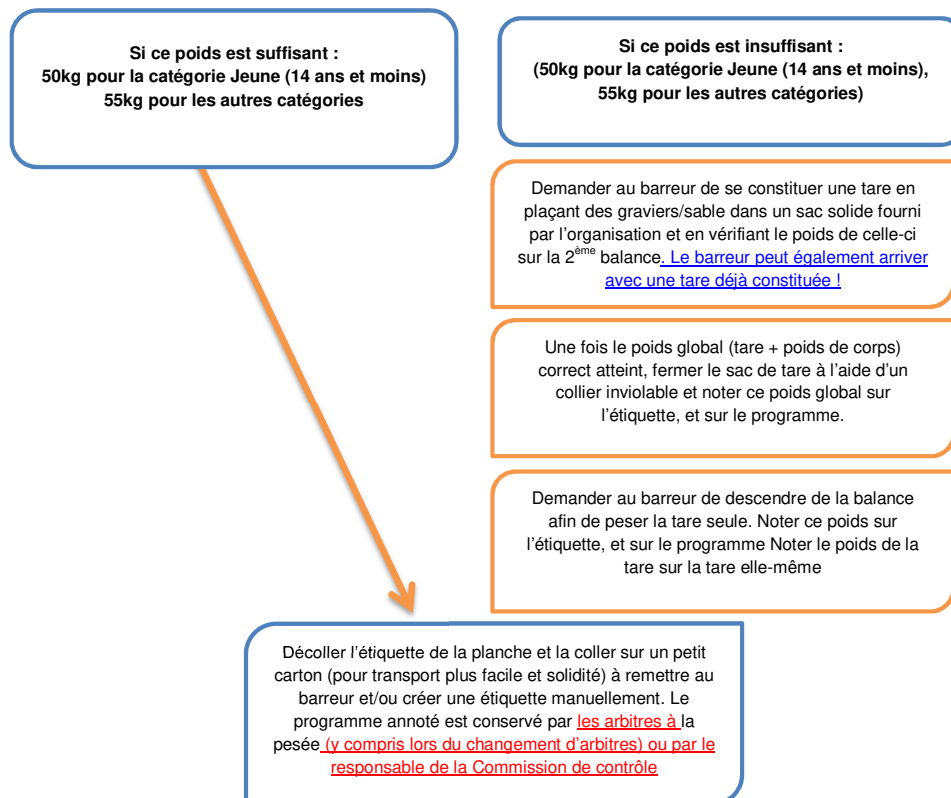 Si ce poids est suffisant :
50kg pour la catégorie Jeune (14 ans et moins)
55kg pour les autres catégories
Si ce poids est insuffisant :
(50kg pour la catégorie Jeune (14 ans et moins),
55kg pour les autres catégories)
Demander au barreur de se constituer une tare en
plaçant des graviers/sable dans un sac solide fourni
par l’organisation et en vérifiant le poids de celle-ci
sur la 2ème balance. Le barreur peut également arriver
avec une tare déjà constituée !
Une fois le poids global (tare + poids de corps)
correct atteint, fermer le sac de tare à l’aide d’un
collier inviolable et noter ce poids global sur
l’étiquette, et sur le programme.
Demander au barreur de descendre de la balance
afin de peser la tare seule. Noter ce poids sur
l’étiquette, et sur le programme Noter le poids de la
tare sur la tare elle-même
Décoller l’étiquette de la planche et la coller sur un petit
carton (pour transport plus facile et solidité) à remettre au
barreur et/ou créer une étiquette manuellement. Le
programme annoté est conservé par les arbitres à la
pesée (y compris lors du changement d’arbitres) ou par le
responsable de la Commission de contrôle